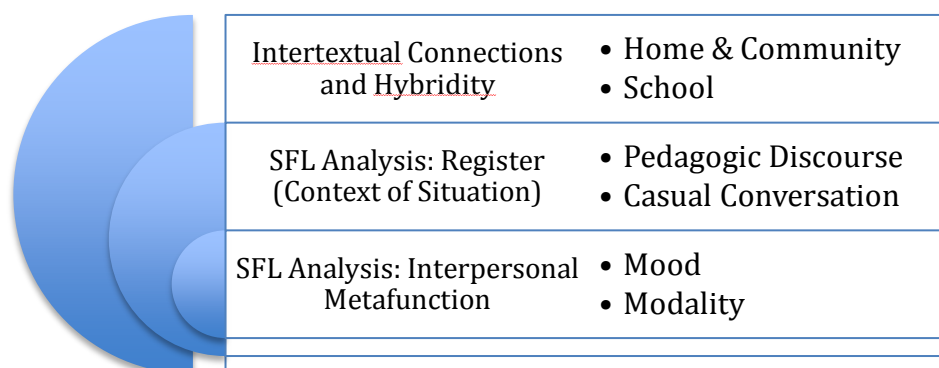 Intertextual Connections
and Hybridity
• Home & Community
• School
SFL Analysis: Register
(Context of Situation)
• Pedagogic Discourse
• Casual Conversation
SFL Analysis: Interpersonal
Metafunction
• Mood
• Modality